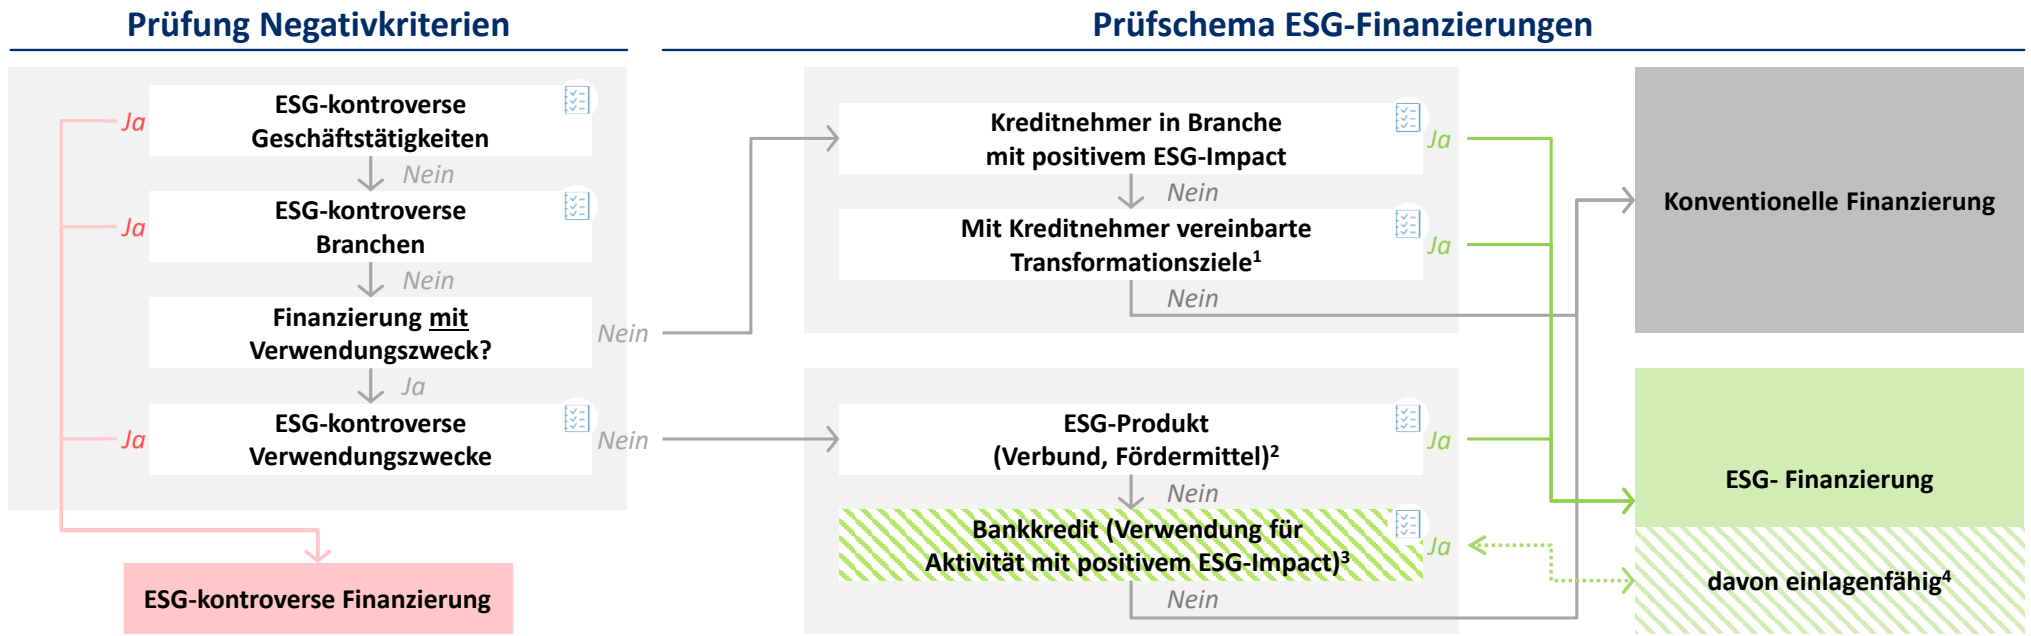 Prüfung Negativkriterien
ESG-kontroverse
Geschäftstätigkeiten
Ja
Nein
ESG-kontroverse
Branchen
Ja
Nein
Finanzierung mit
Verwendungszweck?
Nein
Ja
ESG-kontroverse
Verwendungszwecke
Ja
Nein
ESG-kontroverse Finanzierung
Prüfschema ESG-Finanzierungen
Kreditnehmer in Branche
mit positivem ESG-Impact
Ja
Nein
Mit Kreditnehmer vereinbarte
Transformationsziele¹
Ja
Nein
ESG-Produkt
(Verbund, Fördermittel)²
Ja
Nein
Bankkredit (Verwendung für
Aktivität mit positivem ESG-Impact)³
Ja
Nein
Konventionelle Finanzierung
ESG- Finanzierung
davon einlagenfähig⁴